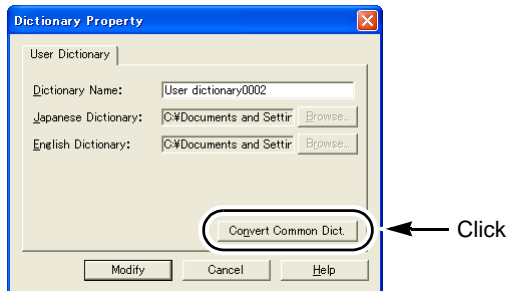 Dictionary Property
User Dictionary
Dictionary Name: User dictionary0002
Japanese Dictionary: C:¥Documents and Settir Browse...
English Dictionary: C:¥Documents and Settir Browse...
Convert Common Dict. Click
Modify Cancel Help